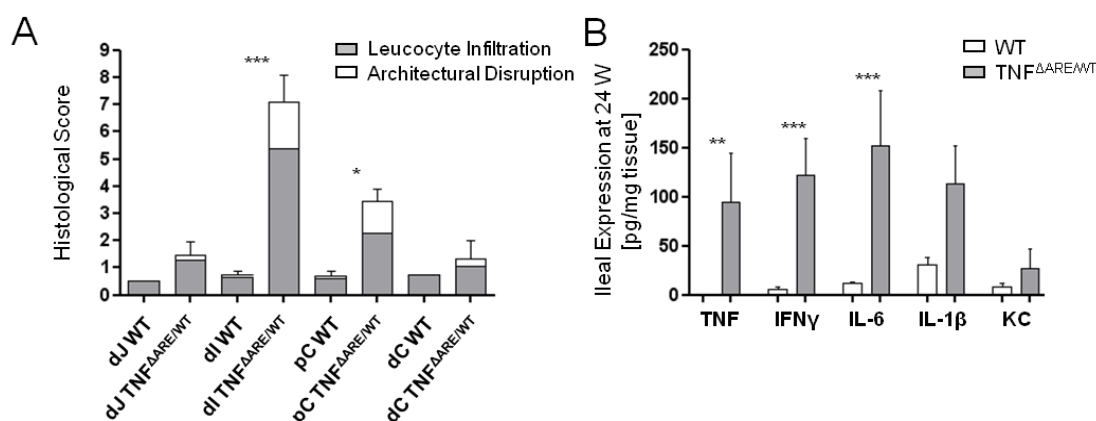 A
Leucocyte Infiltration
Architectural Disruption
Histological Score
9
8
7
6
5
4
3
2
1
0
***
*
dJ WT
dJ TNFΔARE/WT
dI WT
dI TNFΔARE/WT
pC WT
pC TNFΔARE/WT
dC WT
dC TNFΔARE/WT
B
WT
TNFΔARE/WT
Ileal Expression at 24 W
[pg/mg tissue]
250
200
150
100
50
0
**
***
***
TNF
IFNγ
IL-6
IL-1β
KC